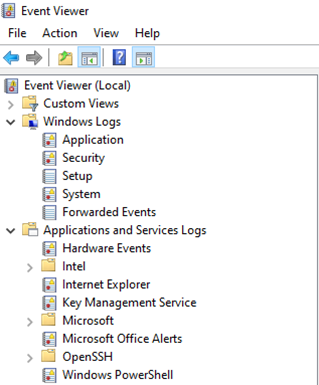 Event Viewer
File Action View Help
Event Viewer (Local)
Custom Views
Windows Logs
Application
Security
Setup
System
Forwarded Events
Applications and Services Logs
Hardware Events
Intel
Internet Explorer
Key Management Service
Microsoft
Microsoft Office Alerts
OpenSSH
Windows PowerShell